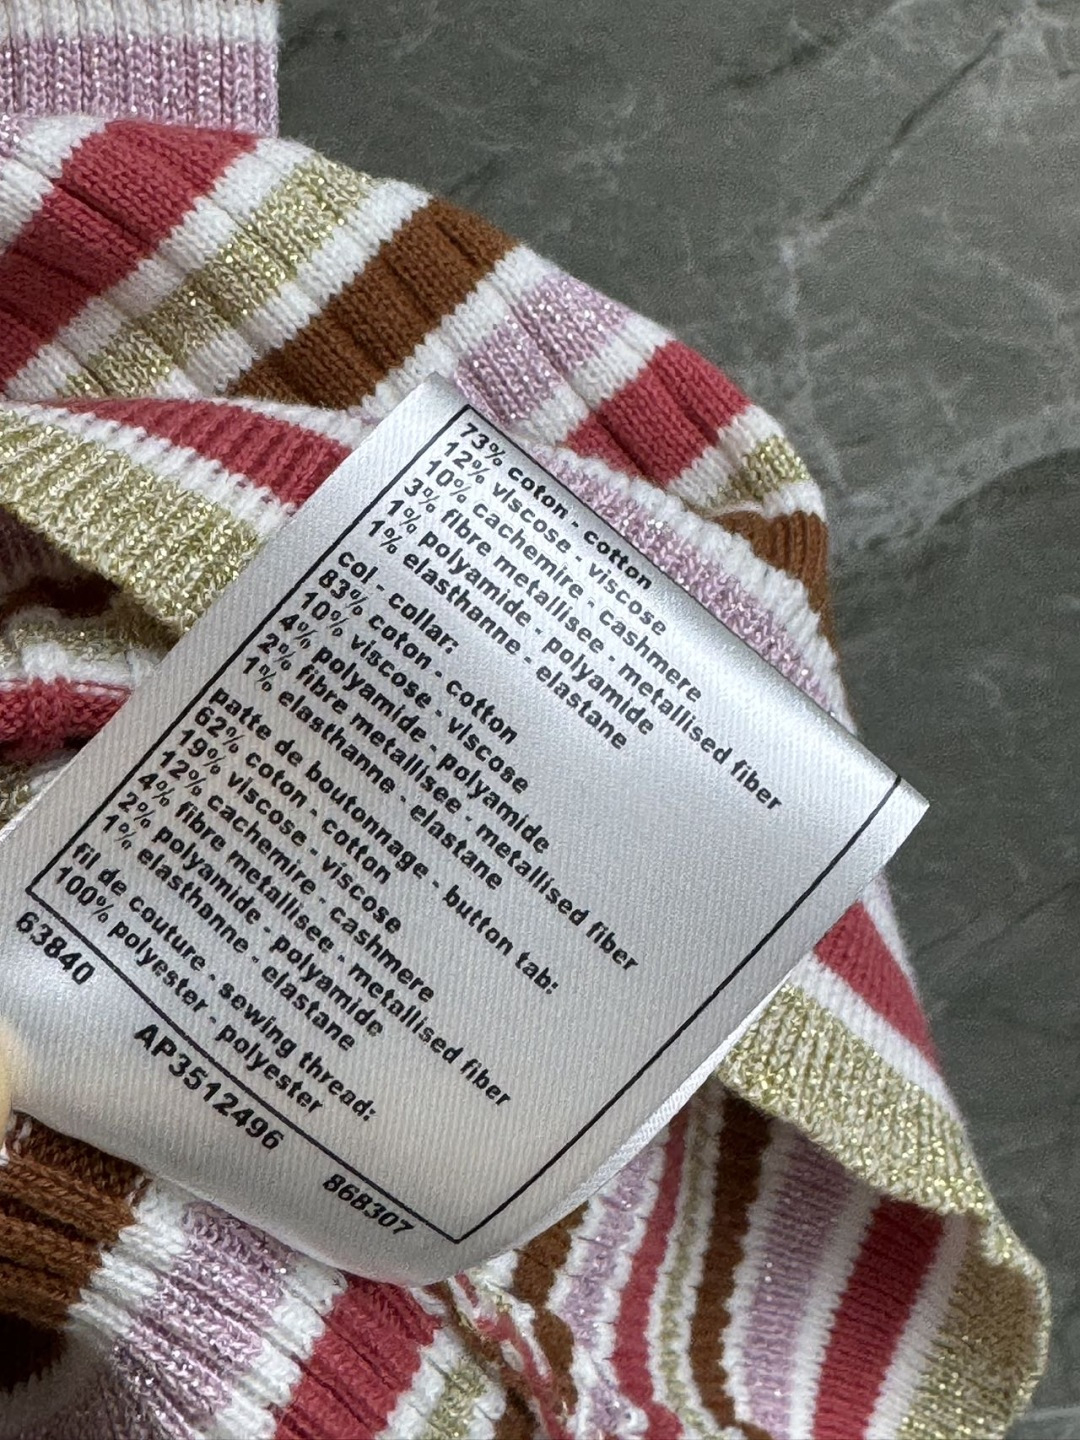 73% coton - cotton
12% viscose - viscose
10% cachemire - cashmere
3% fibre metallisee - metallised fiber
1% polyamide - polyamide
1% elasthanne - elastane
col - collar:
83% coton - cotton
10% viscose - viscose
4% polyamide - polyamide
2% fibre metallisee - metallised fiber
1% elasthanne - elastane
patte de boutonnage - button tab:
62% coton - cotton
19% viscose - viscose
12% cachemire - cashmere
4% fibre metallisee - metallised fiber
2% polyamide - polyamide
1% elasthanne - elastane
fil de couture - sewing thread:
100% polyester - polyester
63840 AP3512496 868307